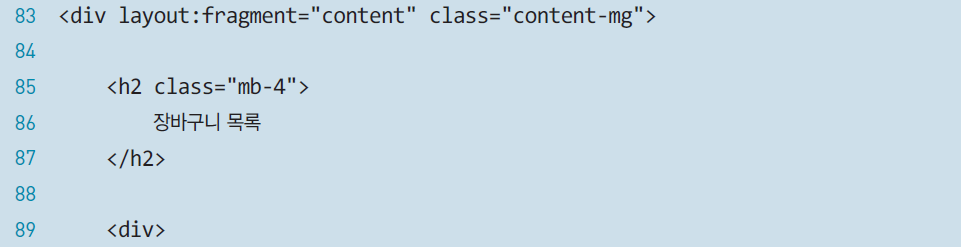 83 <div layout:fragment="content" class="content-mg">
84
85     <h2 class="mb-4">
86         장바구니 목록
87     </h2>
88
89     <div>